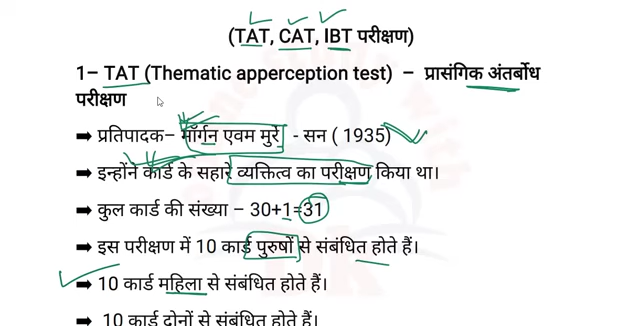 (TAT, CAT, IBT परीक्षण)
1– TAT (Thematic apperception test) – प्रासंगिक अंतर्बोध
परीक्षण
➡ प्रतिपादक– मॉर्गन एवम मुर्रे - सन ( 1935)
➡ इन्होंने कार्ड के सहारे व्यक्तित्व का परीक्षण किया था।
➡ कुल कार्ड की संख्या – 30+1=31
➡ इस परीक्षण में 10 कार्ड पुरुषों से संबंधित होते हैं।
➡ 10 कार्ड महिला से संबंधित होते हैं।
➡ 10 कार्ड दोनों से संबंधित होते हैं।